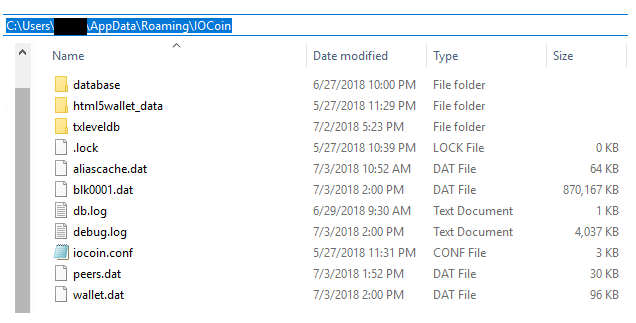 C:\Users\ \AppData\Roaming\IOCoin
Name Date modified Type Size
database 6/27/2018 10:00 PM File folder
html5wallet_data 5/27/2018 11:29 PM File folder
txleveldb 7/2/2018 5:23 PM File folder
.lock 5/27/2018 10:39 PM LOCK File 0 KB
aliascache.dat 7/3/2018 10:52 AM DAT File 64 KB
blk0001.dat 7/3/2018 2:00 PM DAT File 870,167 KB
db.log 6/29/2018 9:30 AM Text Document 1 KB
debug.log 7/3/2018 2:00 PM Text Document 4,037 KB
iocoin.conf 5/27/2018 11:31 PM CONF File 3 KB
peers.dat 7/3/2018 1:52 PM DAT File 30 KB
wallet.dat 7/3/2018 2:00 PM DAT File 96 KB